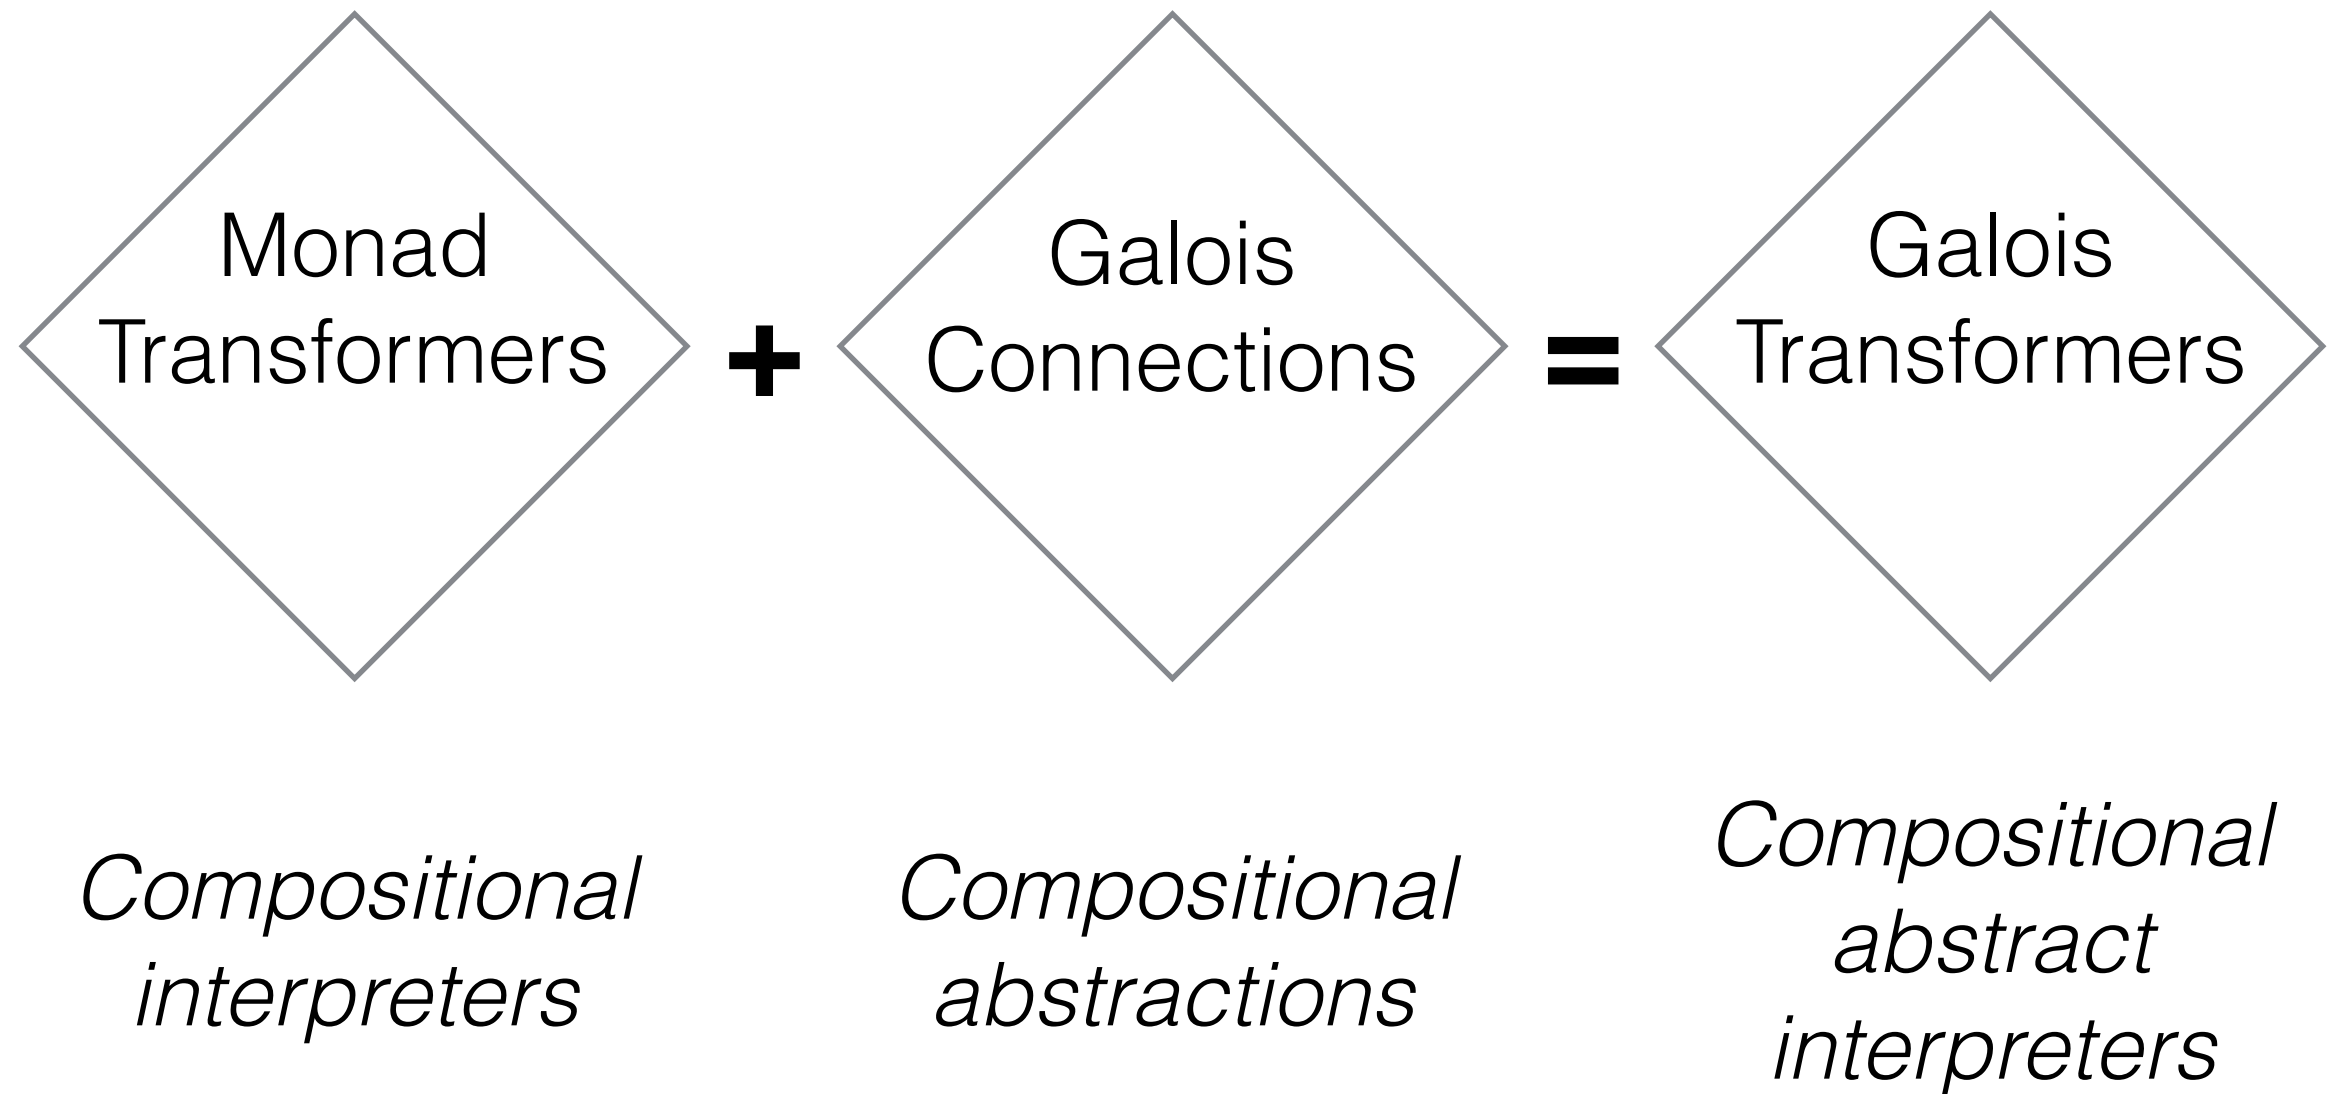 Monad
Transformers
+
Galois
Connections
=
Galois
Transformers
Compositional
interpreters
Compositional
abstractions
Compositional
abstract
interpreters